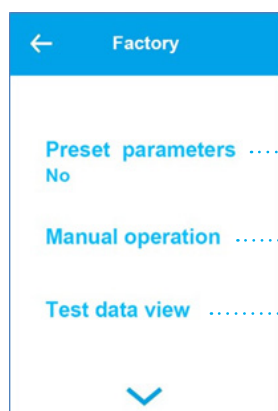 Factory
Preset parameters
No
Manual operation
Test data view